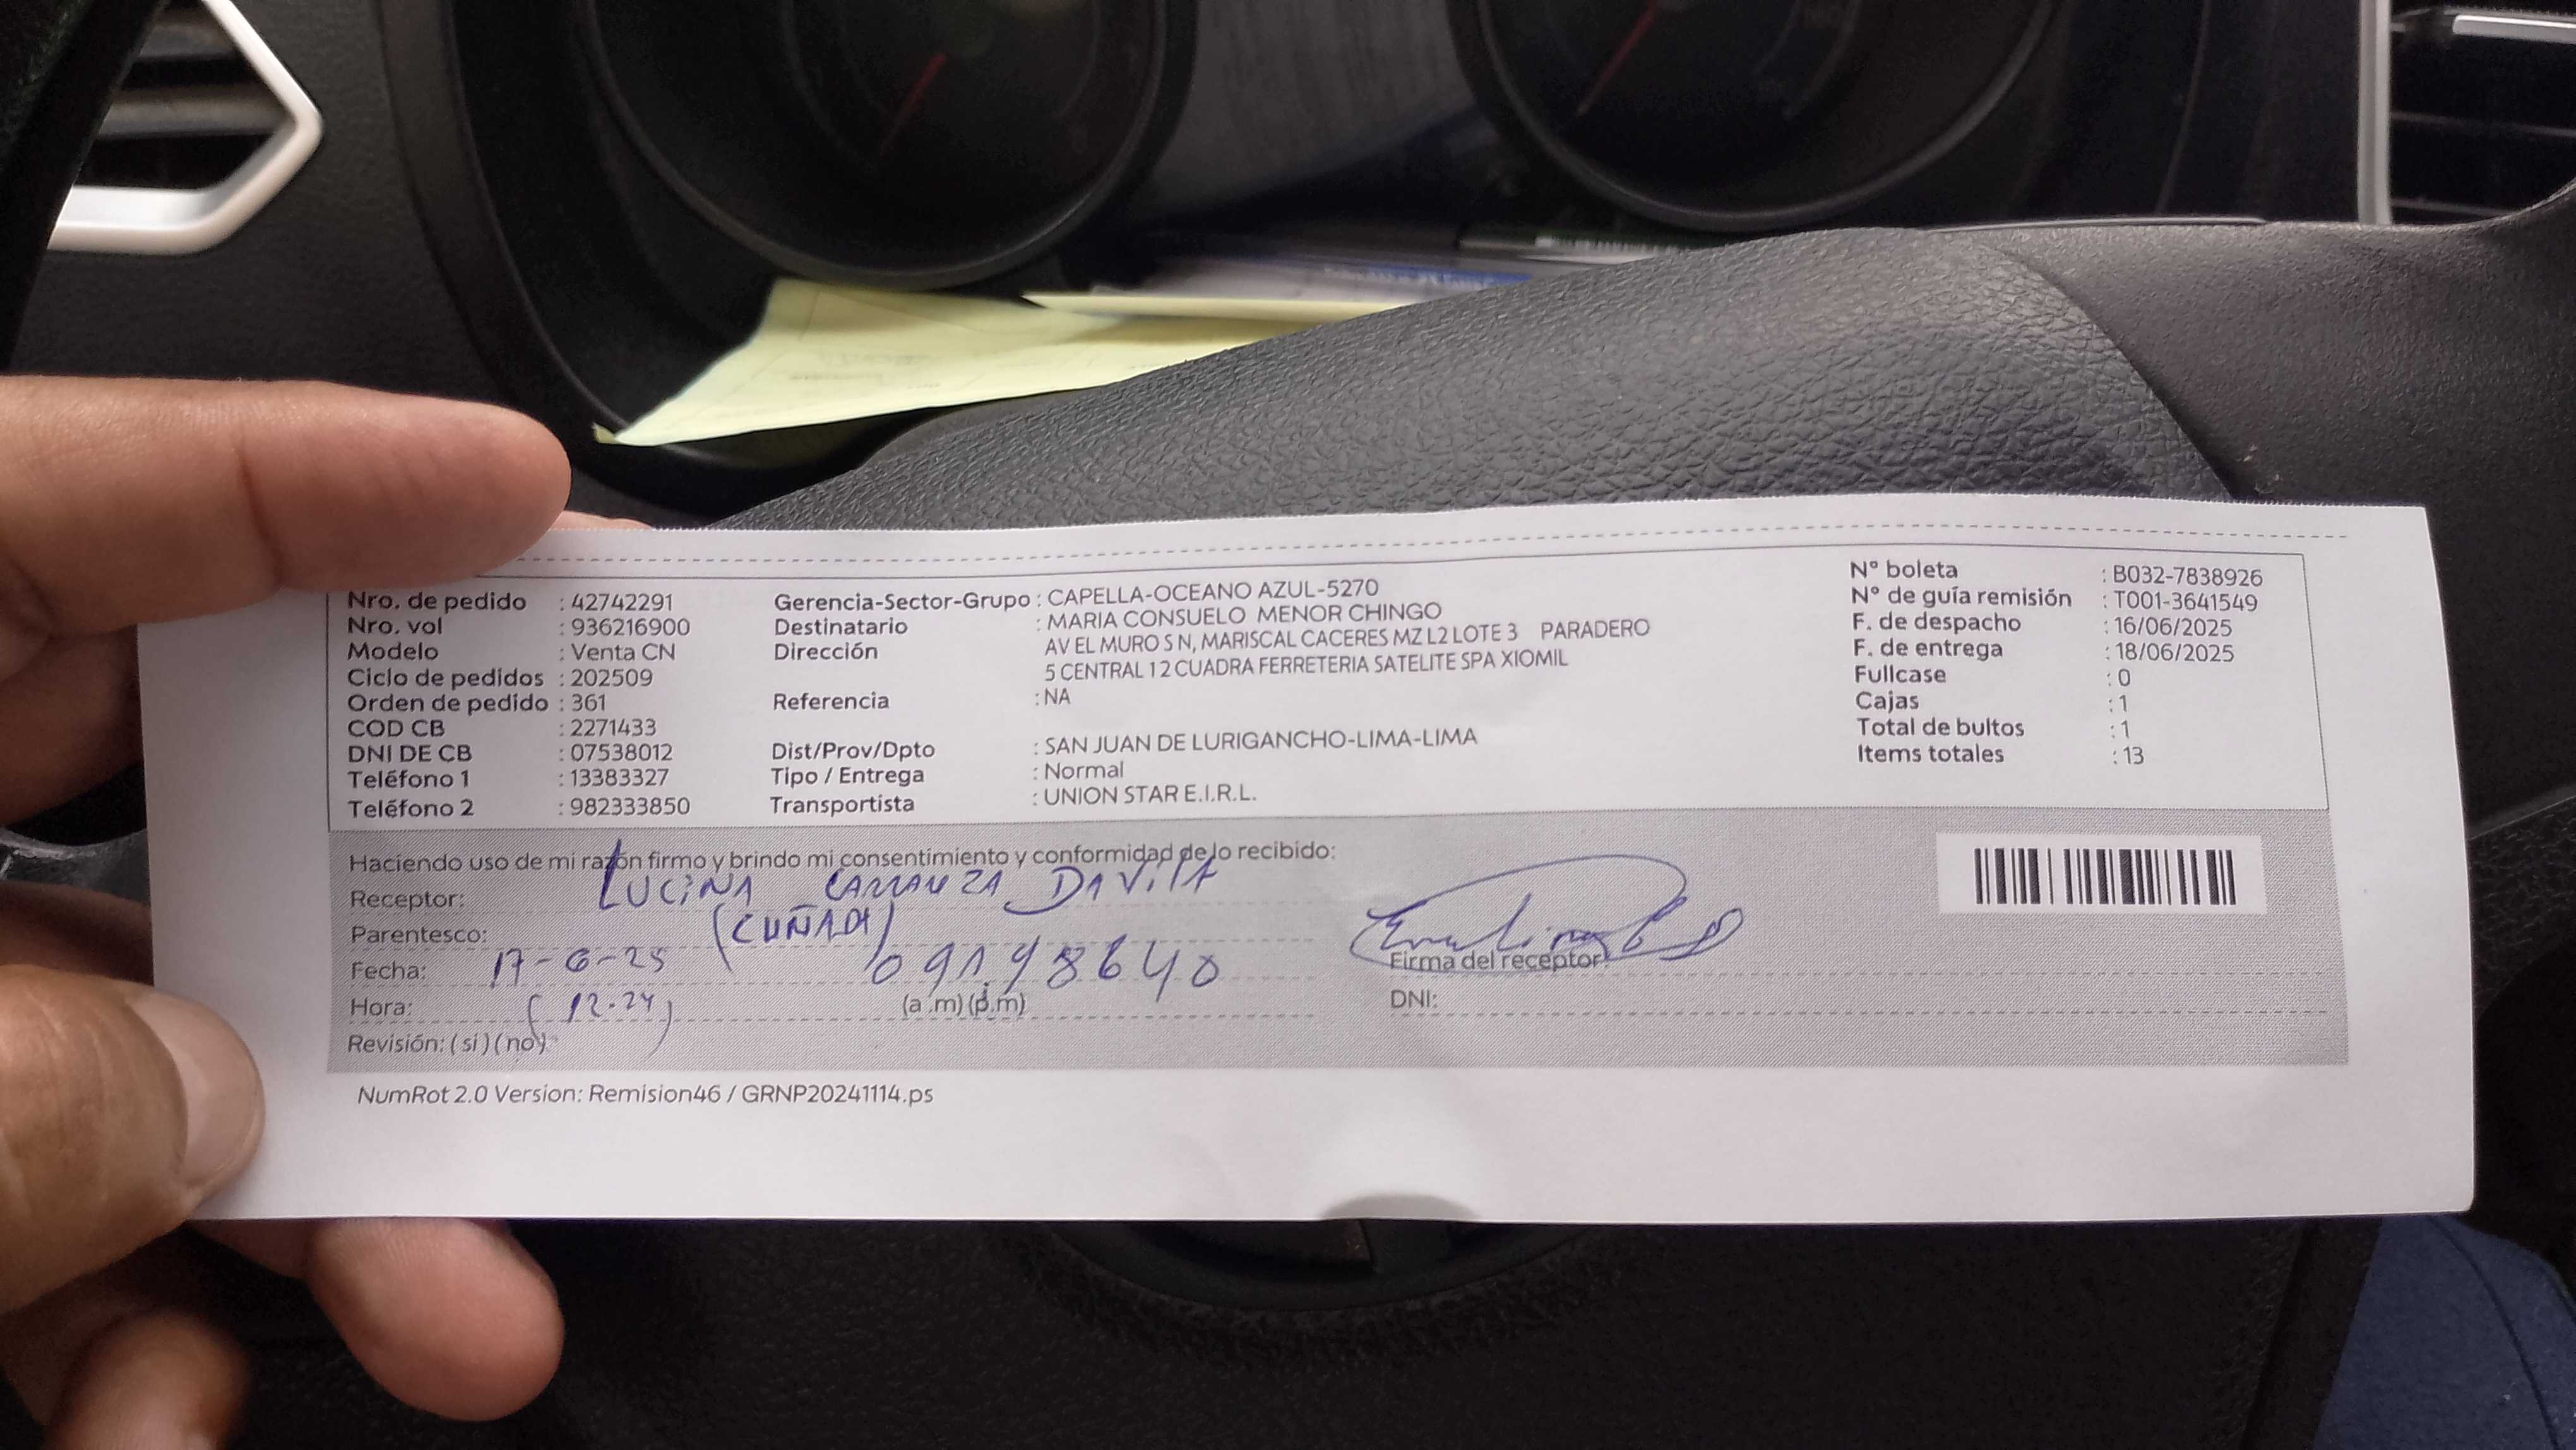 Nro. de pedido : 42742291
Nro. vol : 936216900
Modelo : Venta CN
Ciclo de pedidos : 202509
Orden de pedido : 361
COD CB : 2271433
DNI DE CB : 07538012
Teléfono 1 : 13383327
Teléfono 2 : 982333850
Gerencia-Sector-Grupo : CAPELLA-OCEANO AZUL-5270
Destinatario : MARIA CONSUELO MENOR CHINGO
Dirección AV EL MURO S N, MARISCAL CACERES MZ L2 LOTE 3 PARADERO
5 CENTRAL 12 CUADRA FERRETERIA SATELITE SPA XIOMIL
Referencia : NA
Dist/Prov/Dpto : SAN JUAN DE LURIGANCHO-LIMA-LIMA
Tipo / Entrega : Normal
Transportista : UNION STAR E.I.R.L.
N° boleta : B032-7838926
N° de guía remisión : T001-3641549
F. de despacho : 16/06/2025
F. de entrega : 18/06/2025
Fullcase : 0
Cajas : 1
Total de bultos : 1
Items totales : 13
Haciendo uso de mi razón firmo y brindo mi consentimiento y conformidad de lo recibido:
Receptor: LUCINA CARRANZA DAVILA
Parentesco: (CUÑADA)
Fecha: 17-6-25 09198640
Hora: (12.24) (a.m) (p.m)
Revisión: (si) (no)
Firma del receptor:
DNI:
NumRot 2.0 Version: Remision46 / GRNP20241114.ps